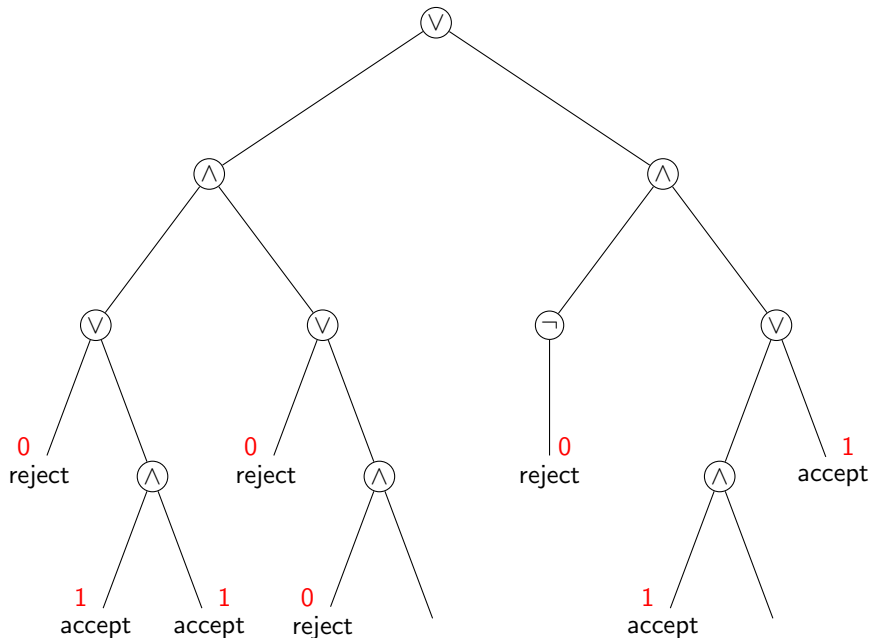 ∨
∧ ∧
∨ ∨ ¬ ∨
0 0 0 1
reject reject reject accept
∧ ∧ ∧
1 1 0 1
accept accept reject accept